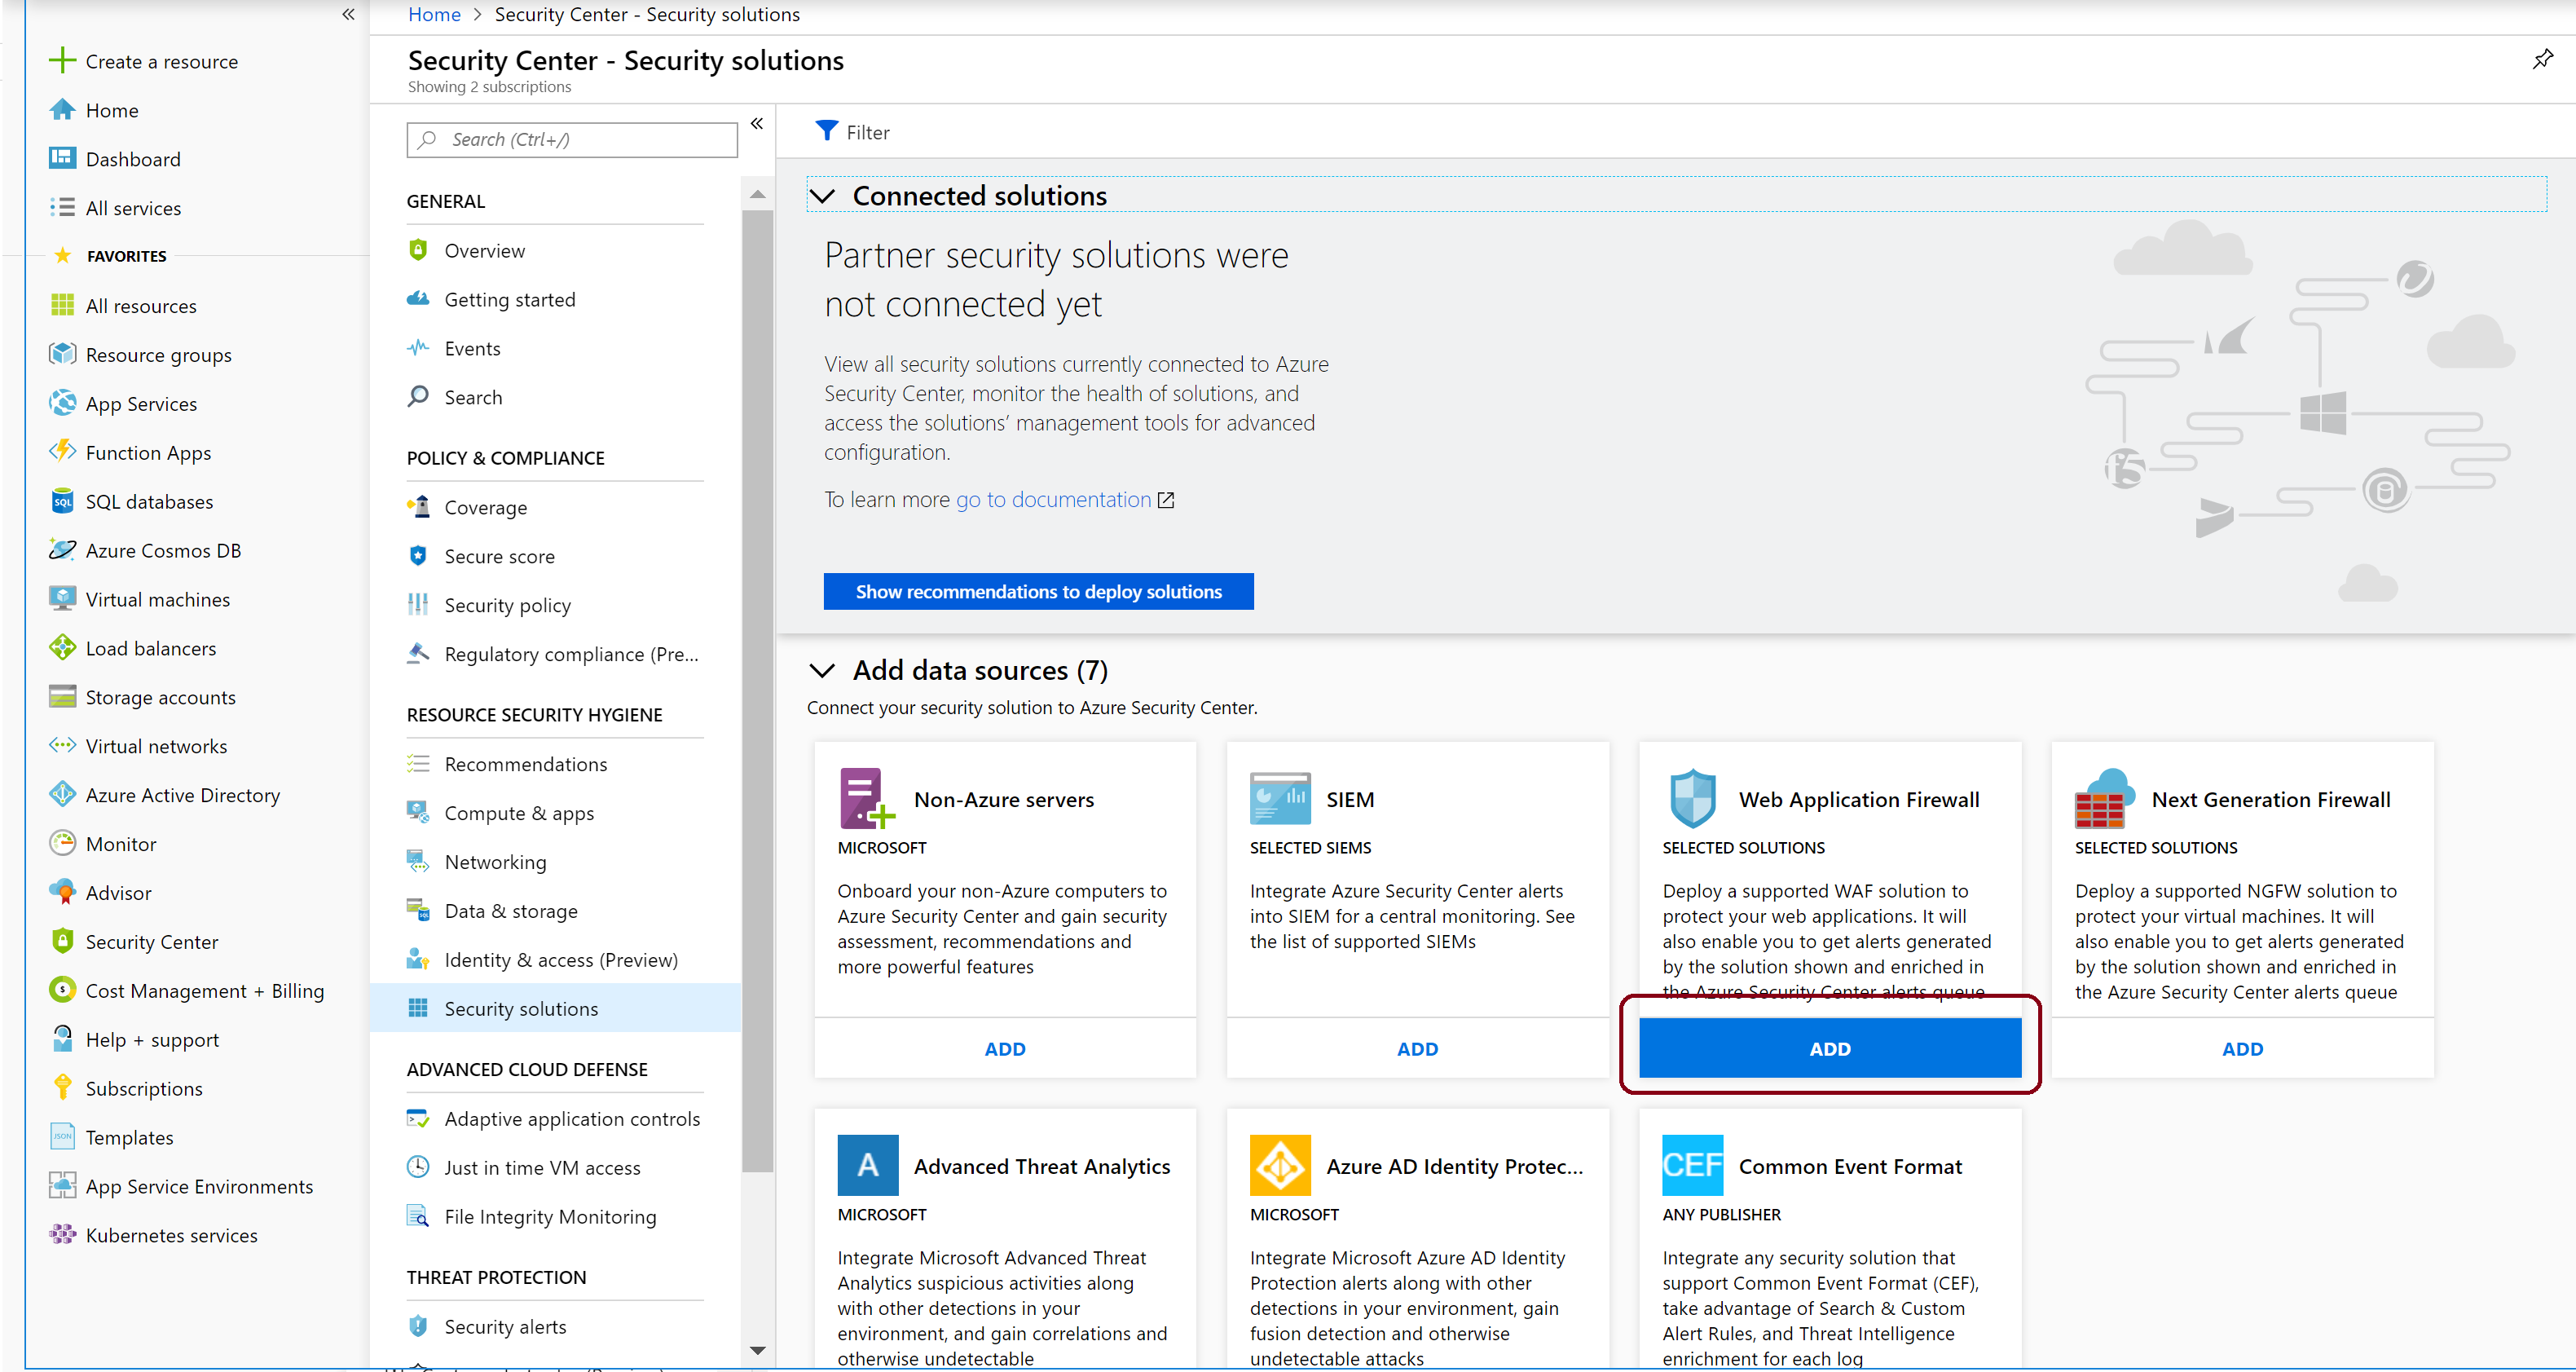 Home > Security Center - Security solutions
Security Center - Security solutions
Showing 2 subscriptions
Create a resource
Home
Dashboard
All services
FAVORITES
All resources
Resource groups
App Services
Function Apps
SQL databases
Azure Cosmos DB
Virtual machines
Load balancers
Storage accounts
Virtual networks
Azure Active Directory
Monitor
Advisor
Security Center
Cost Management + Billing
Help + support
Subscriptions
Templates
App Service Environments
Kubernetes services
Search (Ctrl+/)
GENERAL
Overview
Getting started
Events
Search
POLICY & COMPLIANCE
Coverage
Secure score
Security policy
Regulatory compliance (Pre...
RESOURCE SECURITY HYGIENE
Recommendations
Compute & apps
Networking
Data & storage
Identity & access (Preview)
Security solutions
ADVANCED CLOUD DEFENSE
Adaptive application controls
Just in time VM access
File Integrity Monitoring
THREAT PROTECTION
Security alerts
Filter
Connected solutions
Partner security solutions were
not connected yet
View all security solutions currently connected to Azure
Security Center, monitor the health of solutions, and
access the solutions’ management tools for advanced
configuration.
To learn more go to documentation
Show recommendations to deploy solutions
f5
Add data sources (7)
Connect your security solution to Azure Security Center.
Non-Azure servers
MICROSOFT
Onboard your non-Azure computers to
Azure Security Center and gain security
assessment, recommendations and
more powerful features
ADD
SIEM
SELECTED SIEMS
Integrate Azure Security Center alerts
into SIEM for a central monitoring. See
the list of supported SIEMs
ADD
Web Application Firewall
SELECTED SOLUTIONS
Deploy a supported WAF solution to
protect your web applications. It will
also enable you to get alerts generated
by the solution shown and enriched in
the Azure Security Center alerts queue
ADD
Next Generation Firewall
SELECTED SOLUTIONS
Deploy a supported NGFW solution to
protect your virtual machines. It will
also enable you to get alerts generated
by the solution shown and enriched in
the Azure Security Center alerts queue
ADD
A
Advanced Threat Analytics
MICROSOFT
Integrate Microsoft Advanced Threat
Analytics suspicious activities along
with other detections in your
environment, and gain correlations and
otherwise undetectable
Azure AD Identity Protec...
MICROSOFT
Integrate Microsoft Azure AD Identity
Protection alerts along with other
detections in your environment, gain
fusion detection and otherwise
undetectable attacks
CEF
Common Event Format
ANY PUBLISHER
Integrate any security solution that
support Common Event Format (CEF),
take advantage of Search & Custom
Alert Rules, and Threat Intelligence
enrichment for each log